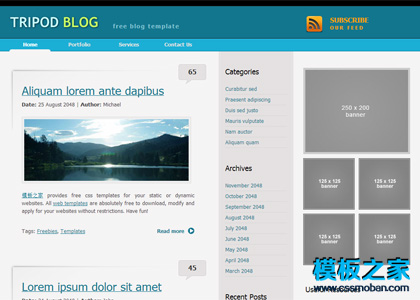 TRIPOD BLOG
free blog template
SUBSCRIBE
OUR FEED
Home
Portfolio
Services
Contact Us
65
Aliquam lorem ante dapibus
Date: 25 August 2048 | Author: Michael
模板之家 provides free css templates for your static or dynamic
websites. All web templates are absolutely free to download, modify and
apply for your websites without restrictions. Have fun!
Tags: Freebies, Templates
Read more
45
Lorem ipsum dolor sit amet
Categories
Curabitur sed
Praesent adipiscing
Duis sed justo
Mauris vulputate
Nam auctor
Aliquam quam
Archives
November 2048
October 2048
September 2048
August 2048
July 2048
June 2048
May 2048
April 2048
March 2048
Recent Posts
250 x 200
banner
125 x 125
banner
125 x 125
banner
125 x 125
banner
125 x 125
banner
模板之家
www.cssmoban.com